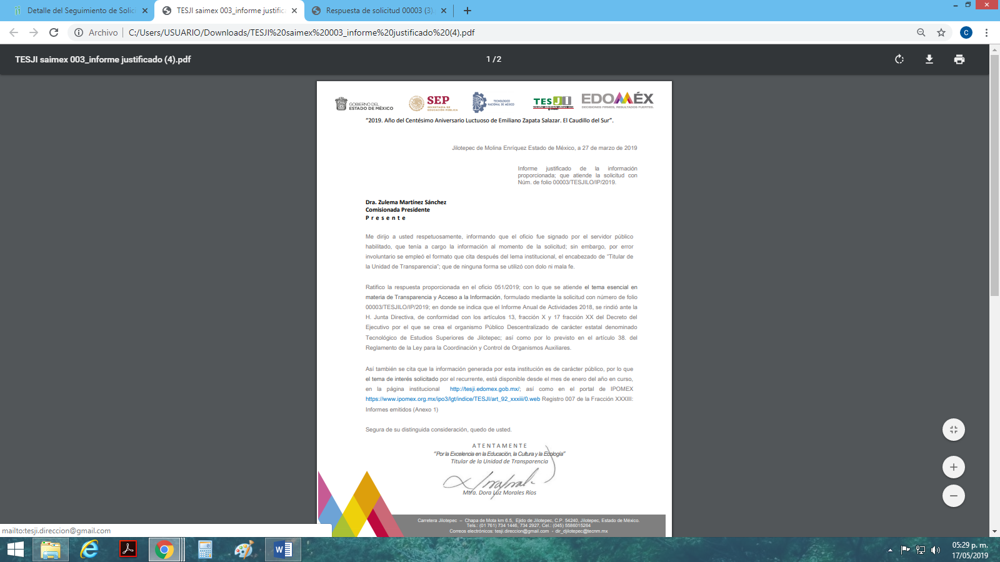 Detalle del Seguimiento de Solici
TESJI saimex 003_informe justifica
Respuesta de solicitud 00003 (3)
Archivo
C:/Users/USUARIO/Downloads/TESJI%20saimex%20003_informe%20justificado%20(4).pdf
C
TESJI saimex 003_informe justificado (4).pdf
1 / 2
GOBIERNO DEL
ESTADO DE MÉXICO
SEP
SECRETARÍA DE
EDUCACIÓN PÚBLICA
TECNOLÓGICO
NACIONAL DE MÉXICO
TESJI
EDOMÉX
DECISIONES FIRMES, RESULTADOS FUERTES.
"2019. Año del Centésimo Aniversario Luctuoso de Emiliano Zapata Salazar. El Caudillo del Sur".
Jilotepec de Molina Enríquez Estado de México, a 27 de marzo de 2019
Informe justificado de la información
proporcionada; que atiende la solicitud con
Núm. de folio 00003/TESJILO/IP/2019.
Dra. Zulema Martínez Sánchez
Comisionada Presidente
P r e s e n t e
Me dirijo a usted respetuosamente, informando que el oficio fue signado por el servidor público
habilitado, que tenía a cargo la información al momento de la solicitud; sin embargo, por error
involuntario se empleó el formato que cita después del lema institucional, el encabezado de "Titular de
la Unidad de Transparencia"; que de ninguna forma se utilizó con dolo ni mala fe.
Ratifico la respuesta proporcionada en el oficio 051/2019; con lo que se atiende el tema esencial en
materia de Transparencia y Acceso a la Información, formulado mediante la solicitud con número de folio
00003/TESJILO/IP/2019; en donde se indica que el Informe Anual de Actividades 2018, se rindió ante la
H. Junta Directiva, de conformidad con los artículos 13, fracción X y 17 fracción XX del Decreto del
Ejecutivo por el que se crea el organismo Público Descentralizado de carácter estatal denominado
Tecnológico de Estudios Superiores de Jilotepec; así como por lo previsto en el artículo 38. del
Reglamento de la Ley para la Coordinación y Control de Organismos Auxiliares.
Así también se cita que la información generada por esta institución es de carácter público, por lo que
el tema de interés solicitado por el recurrente, está disponible desde el mes de enero del año en curso,
en la página institucional http://tesji.edomex.gob.mx/; así como en el portal de IPOMEX
https://www.ipomex.org.mx/ipo3/lgt/indice/TESJI/art_92_xxxiii/0.web Registro 007 de la Fracción XXXIII:
Informes emitidos (Anexo 1)
Segura de su distinguida consideración, quedo de usted.
A T E N T A M E N T E
"Por la Excelencia en la Educación, la Cultura y la Ecología"
Titular de la Unidad de Transparencia
Mtra. Dora Luz Morales Ríos
Carretera Jilotepec – Chapa de Mota km 6.5, Ejido de Jilotepec, C.P. 54240, Jilotepec, Estado de México.
Tels.: (01 761) 734 1446, 734 2927, Cel.: (045) 5586015264
Correos electrónicos: tesji.direccion@gmail.com - dir_djilotepec@tecnm.mx
mailto:tesji.direccion@gmail.com
05:29 p. m.
17/05/2019